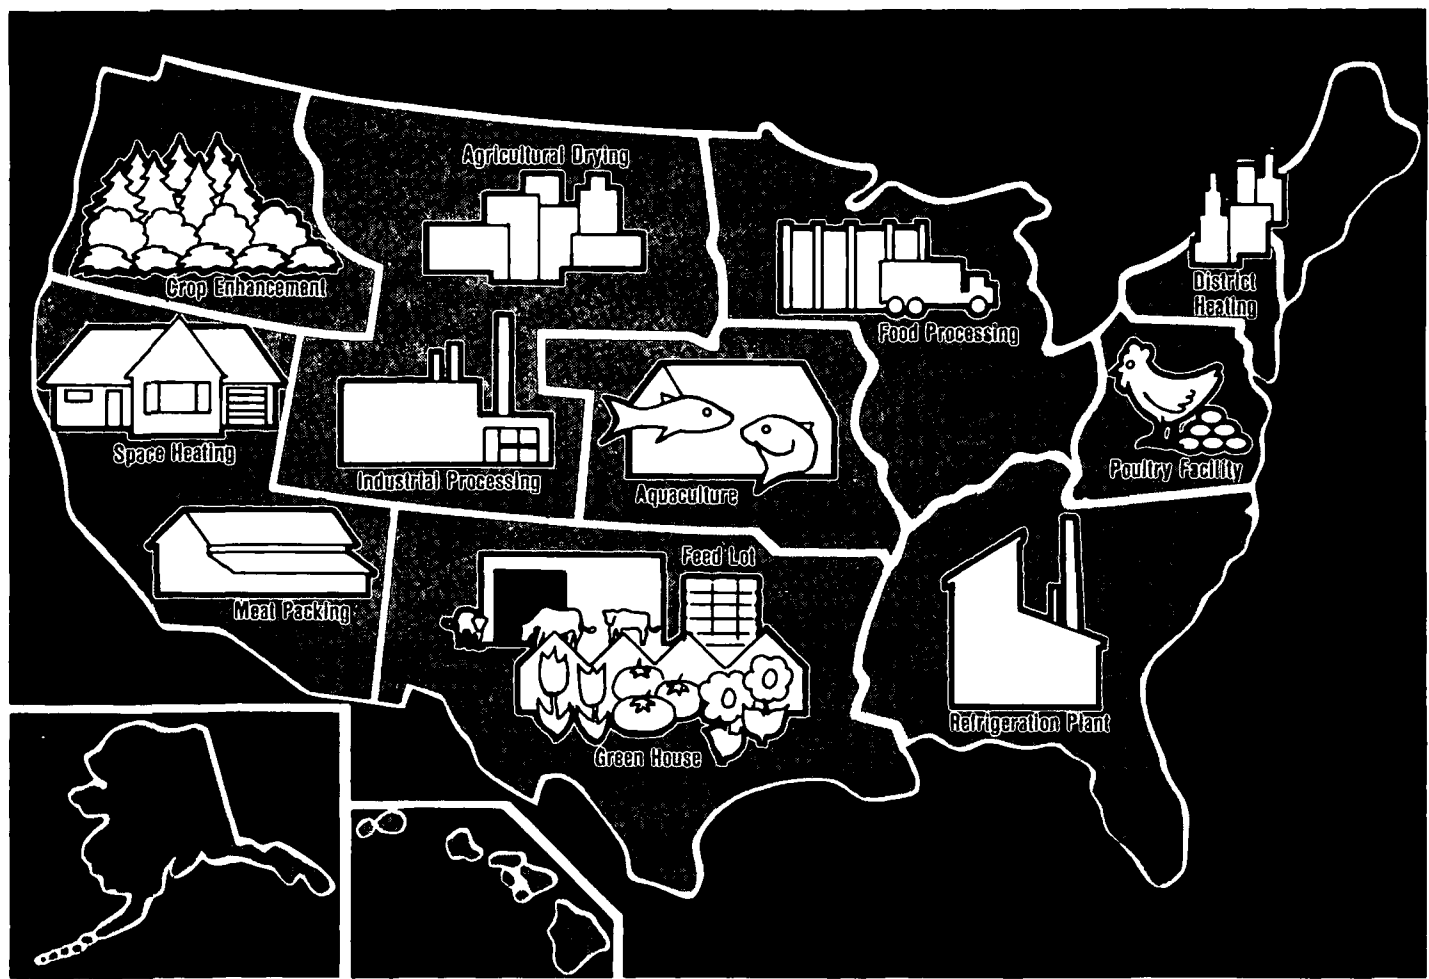 Agricultural Drying
Crop Enhancement
District
Heating
Food Processing
Space Heating
Industrial Processing
Aquaculture
Poultry Facility
Meat Packing
Feed Lot
Refrigeration Plant
Green House